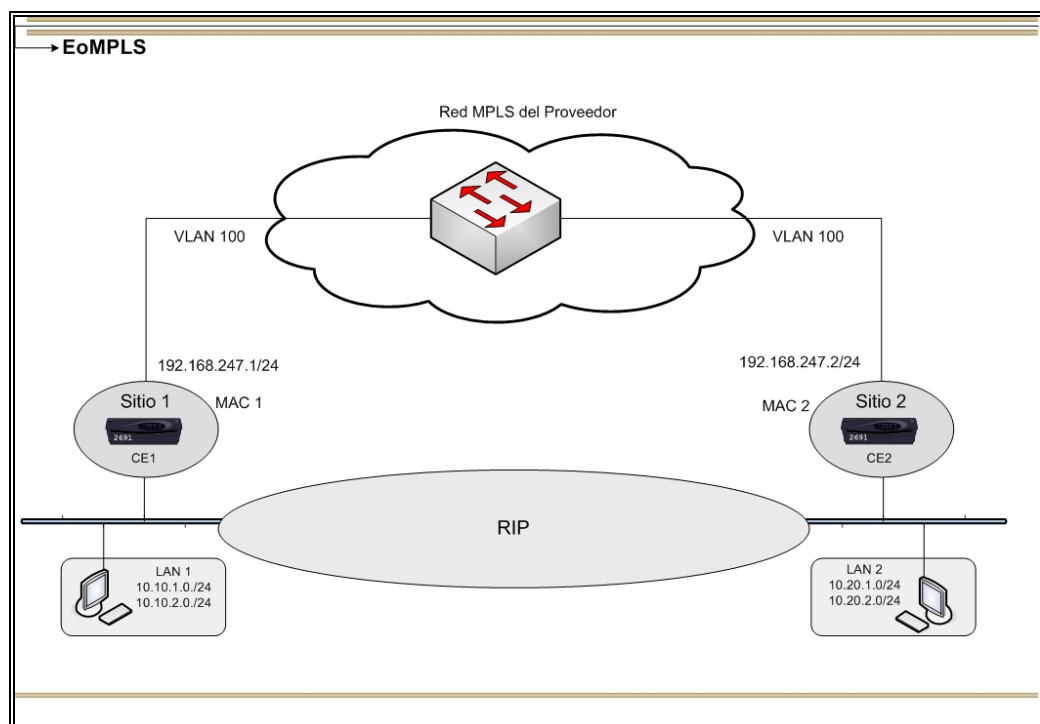 EoMPLS
Red MPLS del Proveedor
VLAN 100
VLAN 100
192.168.247.1/24
192.168.247.2/24
Sitio 1
MAC 1
2691
CE1
MAC 2
Sitio 2
2691
CE2
RIP
LAN 1
10.10.1.0./24
10.10.2.0./24
LAN 2
10.20.1.0/24
10.20.2.0/24